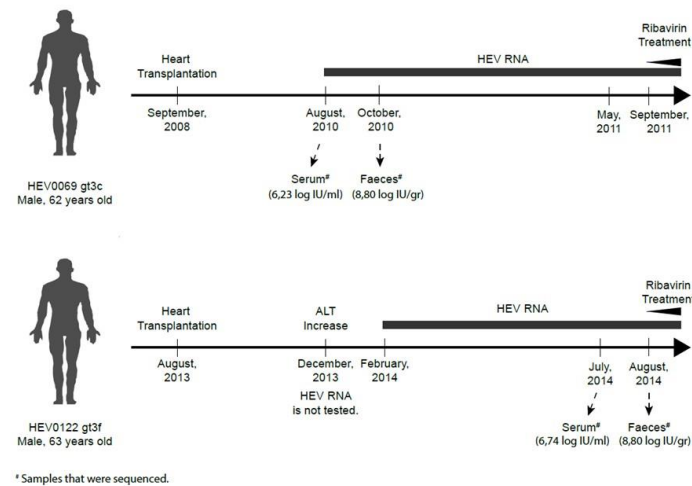 Ribavirin
Treatment
Heart
Transplantation
HEV RNA
September,
2008
August,
2010
October,
2010
May,
2011
September,
2011
Serum#
(6,23 log IU/ml)
Faeces#
(8,80 log IU/gr)
HEV0069 gt3c
Male, 62 years old
Ribavirin
Treatment
Heart
Transplantation
ALT
Increase
HEV RNA
August,
2013
December,
2013
HEV RNA
is not tested.
February,
2014
July,
2014
August,
2014
Serum#
(6,74 log IU/ml)
Faeces#
(8,80 log IU/gr)
HEV0122 gt3f
Male, 63 years old
# Samples that were sequenced.